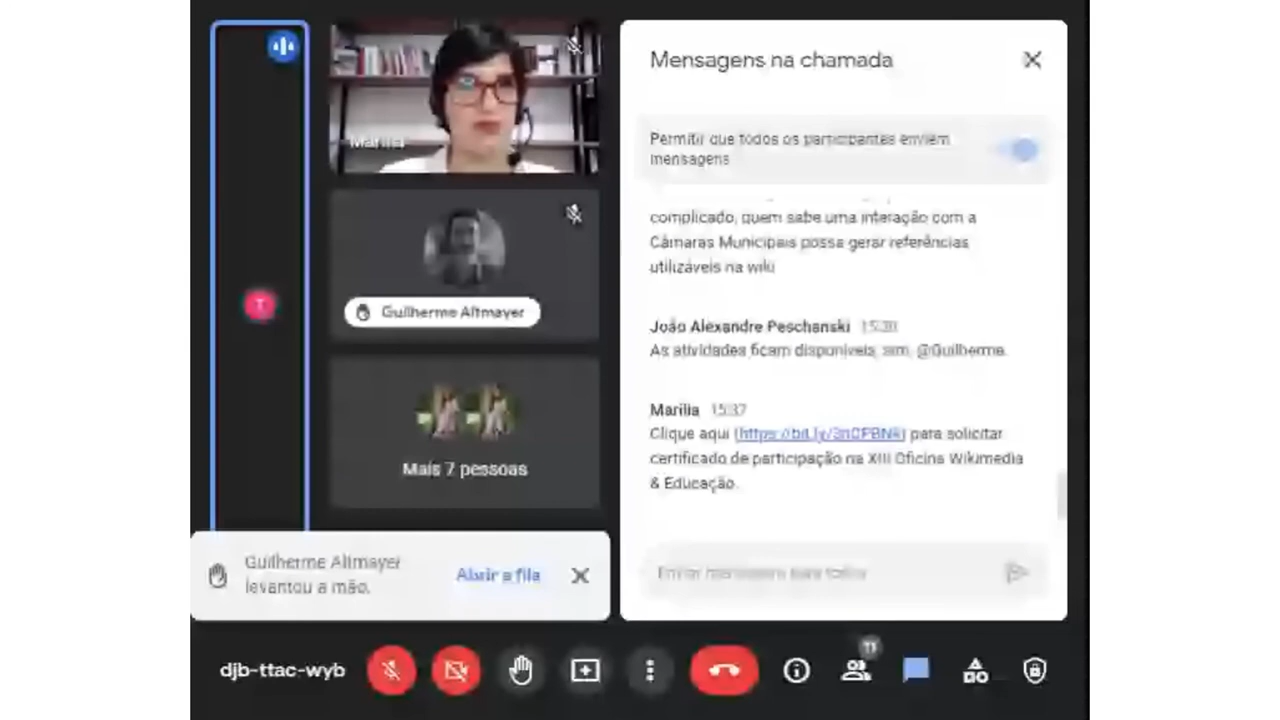 Marilia
Guilherme Altmayer
Mais 7 pessoas
T
Guilherme Altmayer
levantou a mão.
Abrir a fila
Mensagens na chamada
Permitir que todos os participantes enviem
mensagens
complicado, quem sabe uma interação com a
Câmaras Municipais possa gerar referências
utilizáveis na wiki
João Alexandre Peschanski
As atividades ficam disponíveis, sim, @Guilherme.
Marilia 15:37
Clique aqui para solicitar
certificado de participação na XIII Oficina Wikimedia
& Educação.
Enviar mensagem para todos
djb-ttac-wyb
11